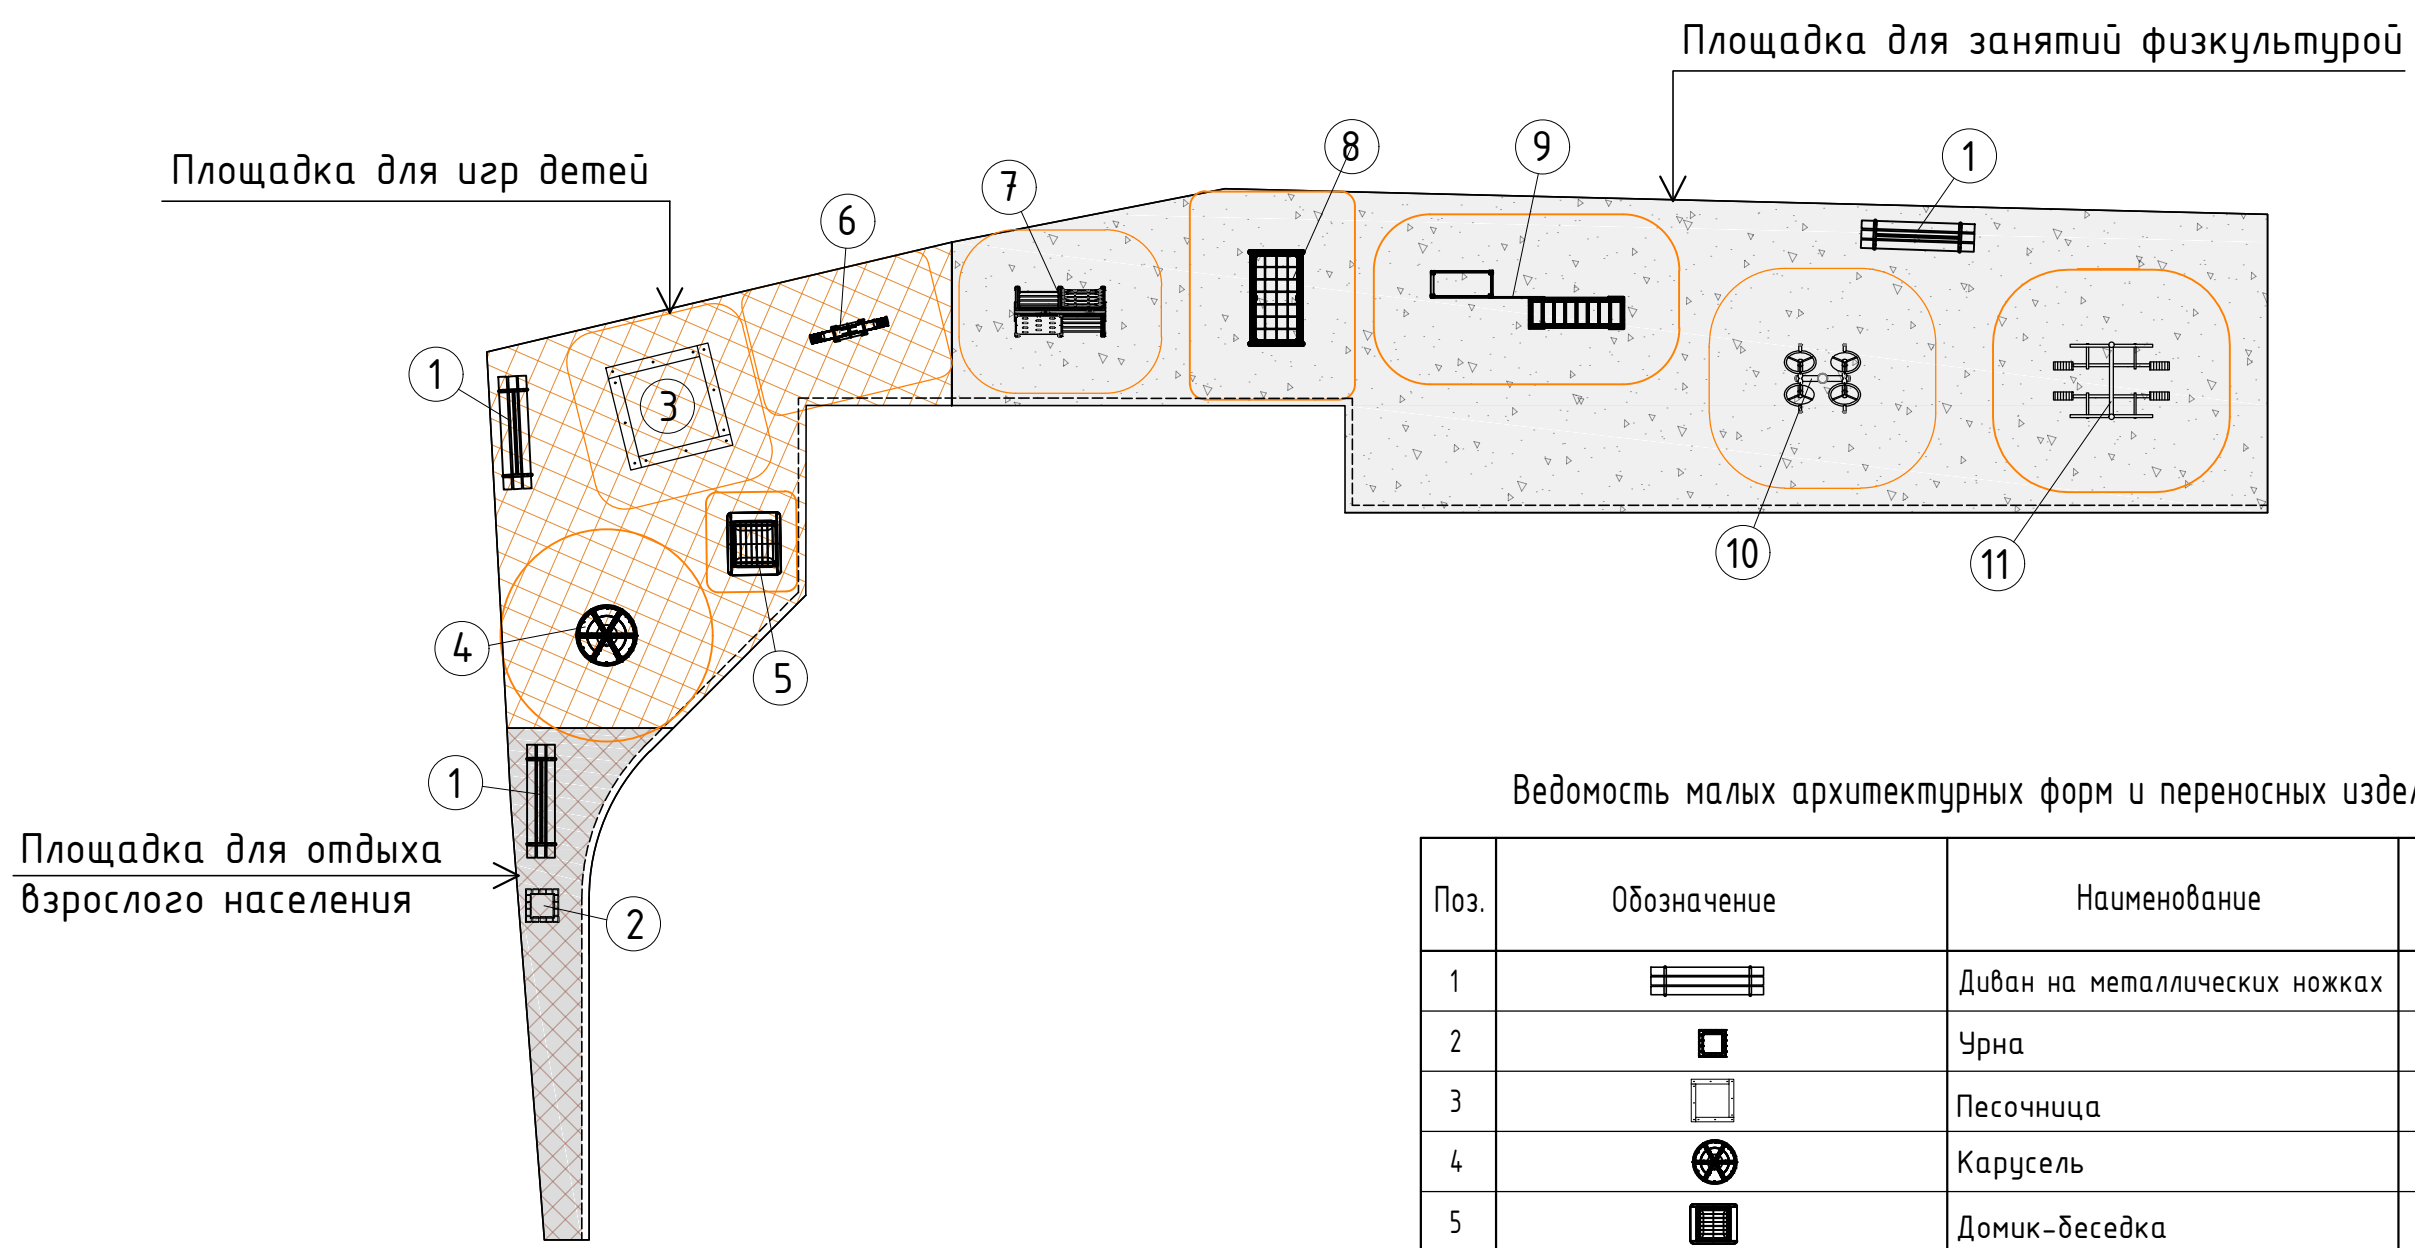 Площадка для занятий физкультурой
Площадка для игр детей
8
9
1
7
6
1
3
10
11
4
5
1
Площадка для отдыха
взрослого населения
2
Ведомость малых архитектурных форм и переносных
Поз.
Обозначение
Наименование
1
Диван на металлических ножках
2
Урна
3
Песочница
4
Карусель
5
Домик-беседка